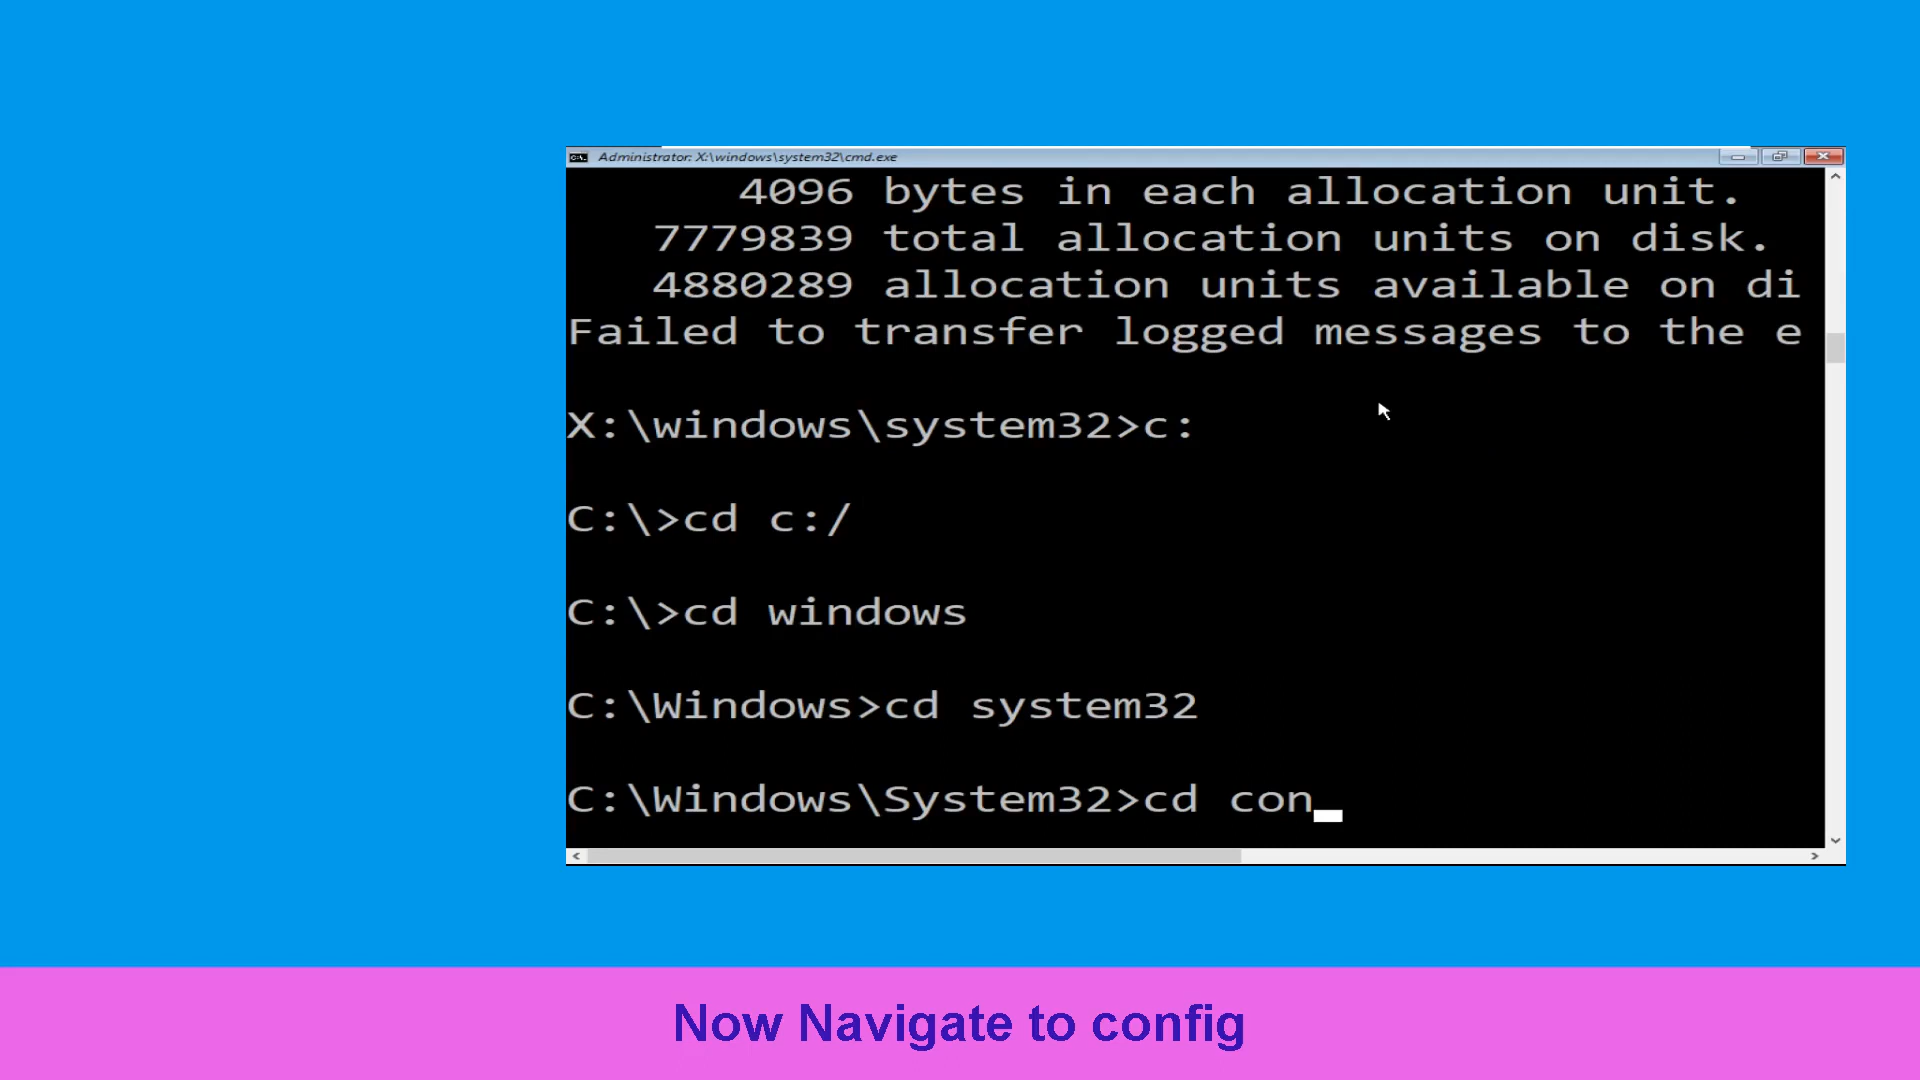 Administrator: X:\windows\system32\cmd.exe
4096 bytes in each allocation unit.
7779839 total allocation units on disk.
4880289 allocation units available on di
Failed to transfer logged messages to the e
X:\windows\system32>c:
C:\>cd c:/
C:\>cd windows
C:\Windows>cd system32
C:\Windows\System32>cd con_
Now Navigate to config